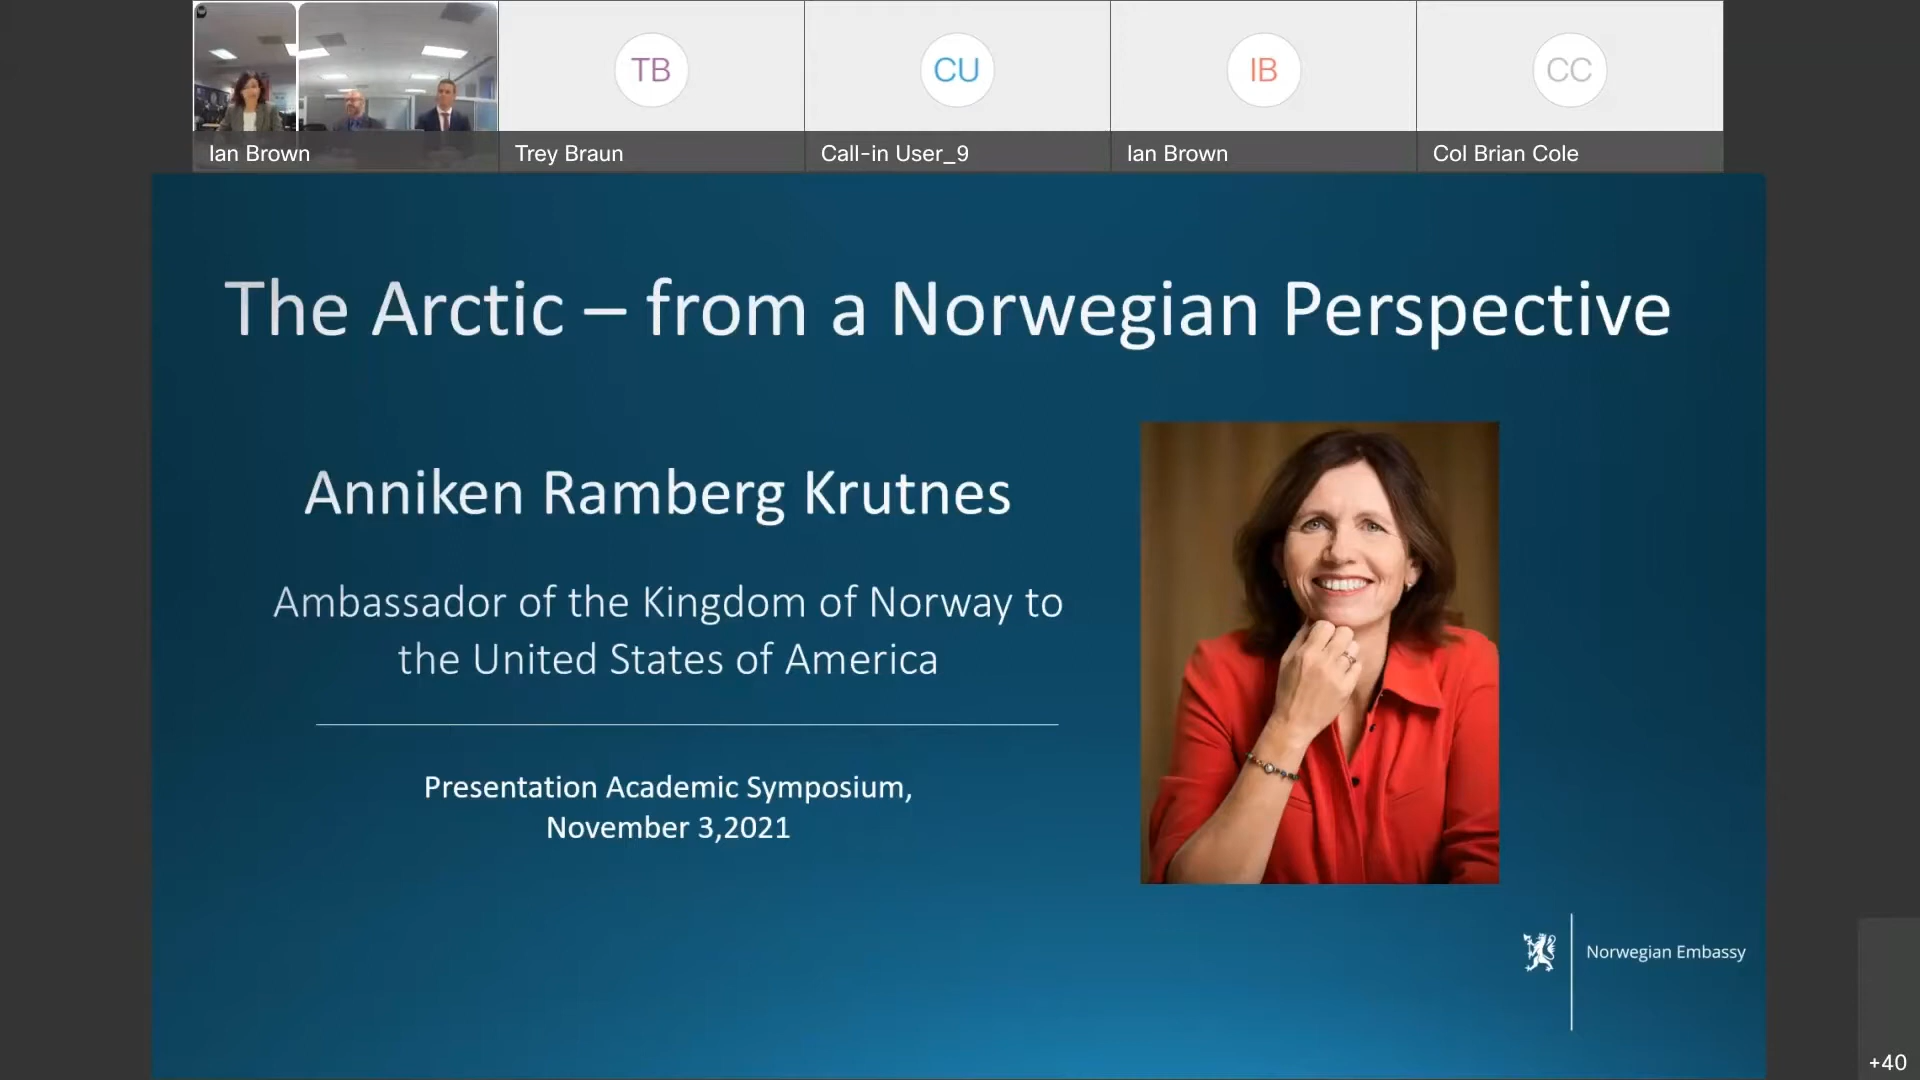 TB
CU
IB
CC
Ian Brown
Trey Braun
Call-in User_9
Ian Brown
Col Brian Cole
The Arctic – from a Norwegian Perspective
Anniken Ramberg Krutnes
Ambassador of the Kingdom of Norway to
the United States of America
Presentation Academic Symposium,
November 3,2021
Norwegian Embassy
+40